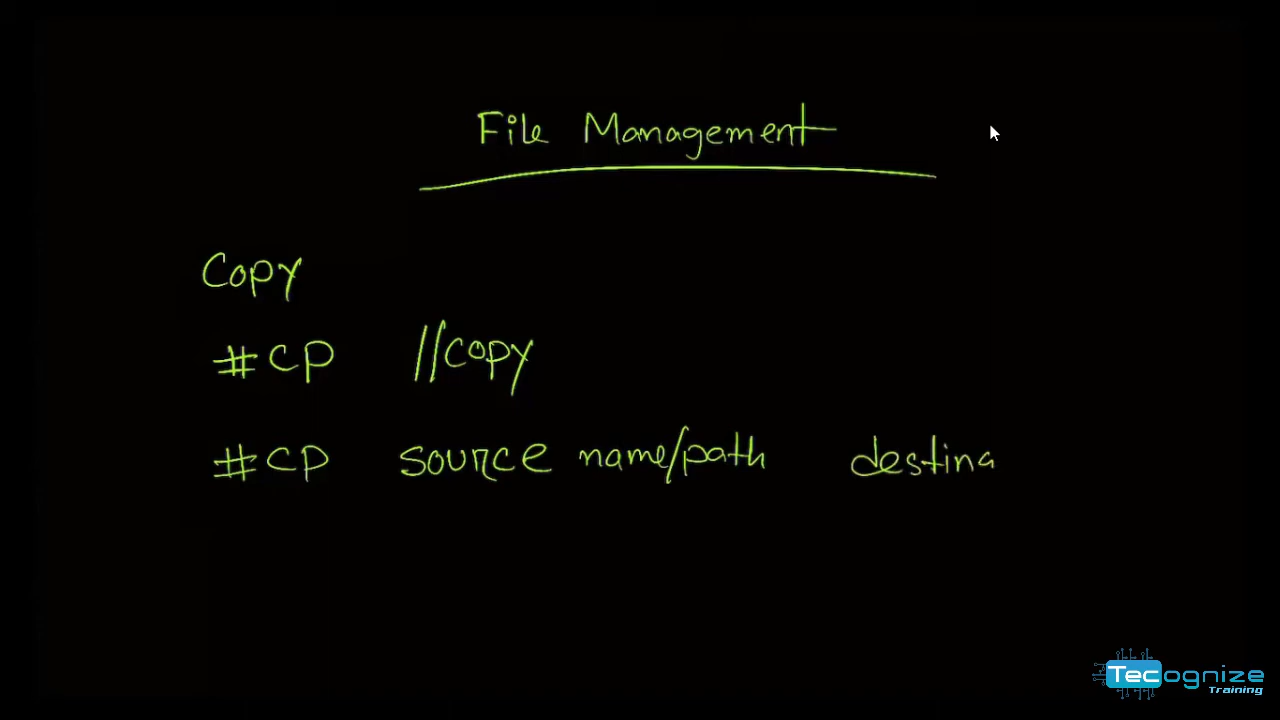 File Management
Copy
#CP //COPY
#CP source name/path destina
Tecognize
Training